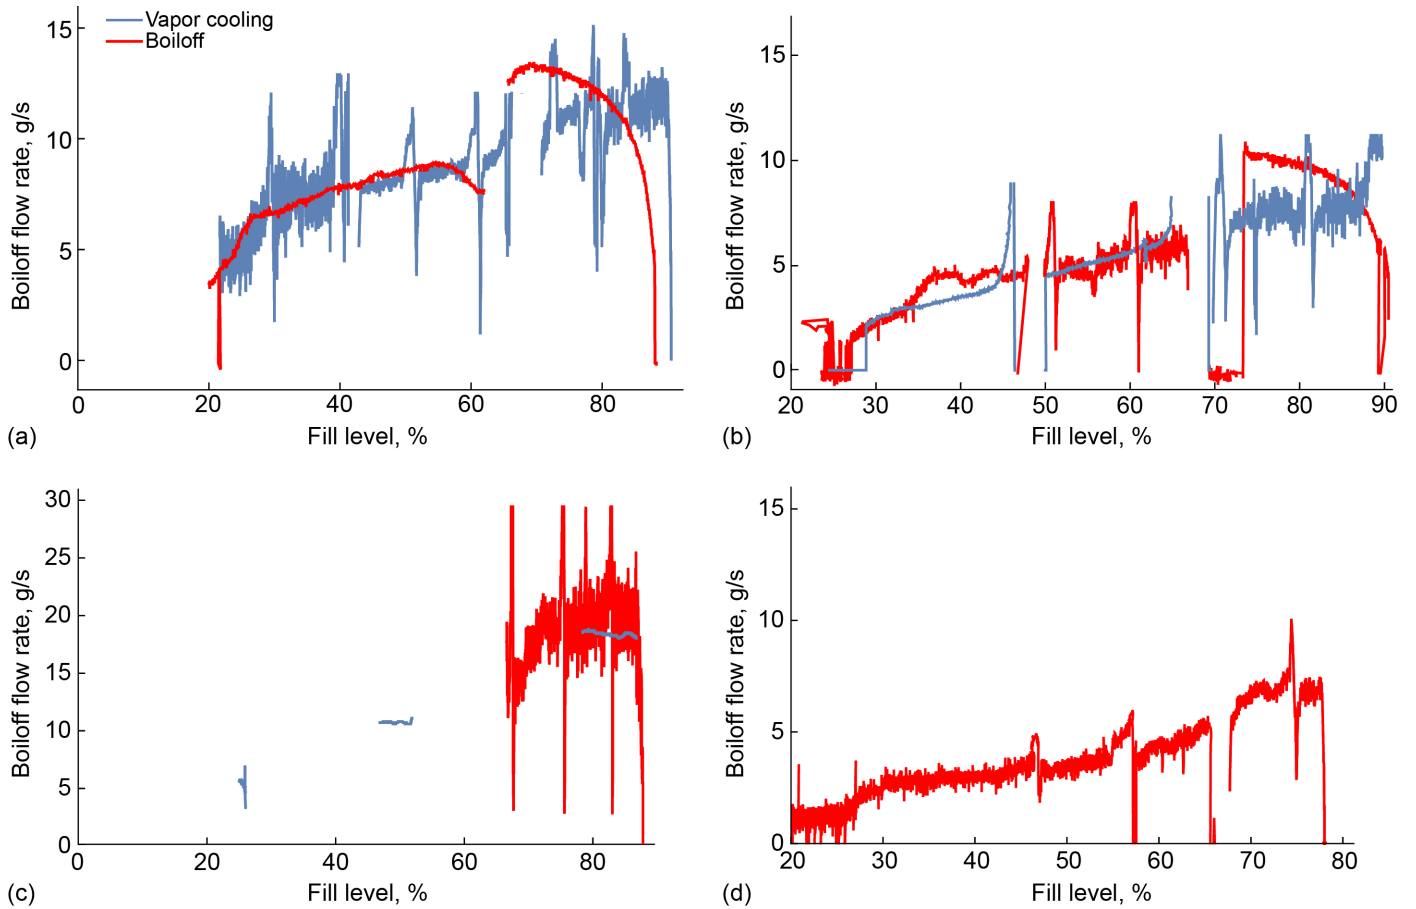 Vapor cooling
Boiloff
15
10
5
0
Boiloff flow rate, g/s
0 20 40 60 80
Fill level, %
(a)
15
10
5
0
Boiloff flow rate, g/s
20 30 40 50 60 70 80 90
Fill level, %
(b)
30
25
20
15
10
5
0
Boiloff flow rate, g/s
0 20 40 60 80
Fill level, %
(c)
15
10
5
0
Boiloff flow rate, g/s
20 30 40 50 60 70 80
Fill level, %
(d)